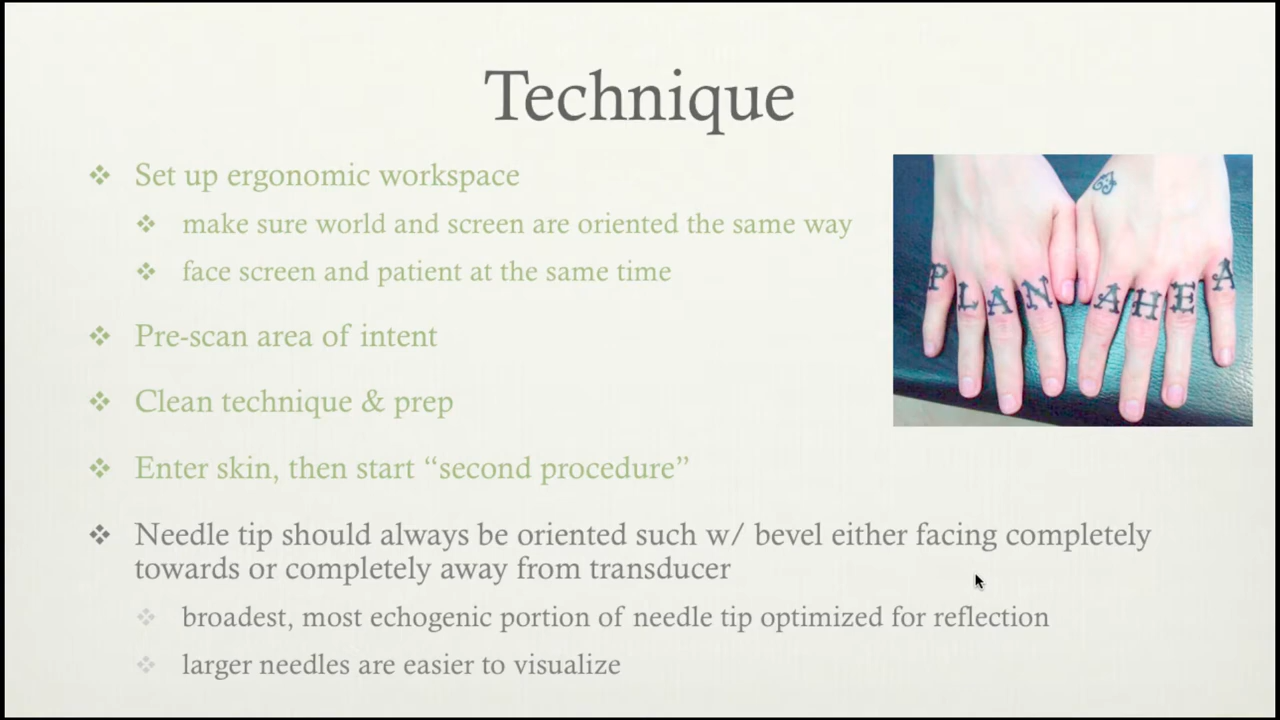 Technique
❖ Set up ergonomic workspace
❖ make sure world and screen are oriented the same way
❖ face screen and patient at the same time
❖ Pre-scan area of intent
❖ Clean technique & prep
❖ Enter skin, then start “second procedure”
❖ Needle tip should always be oriented such w/ bevel either facing completely
towards or completely away from transducer
❖ broadest, most echogenic portion of needle tip optimized for reflection
❖ larger needles are easier to visualize
PLAN AHEA